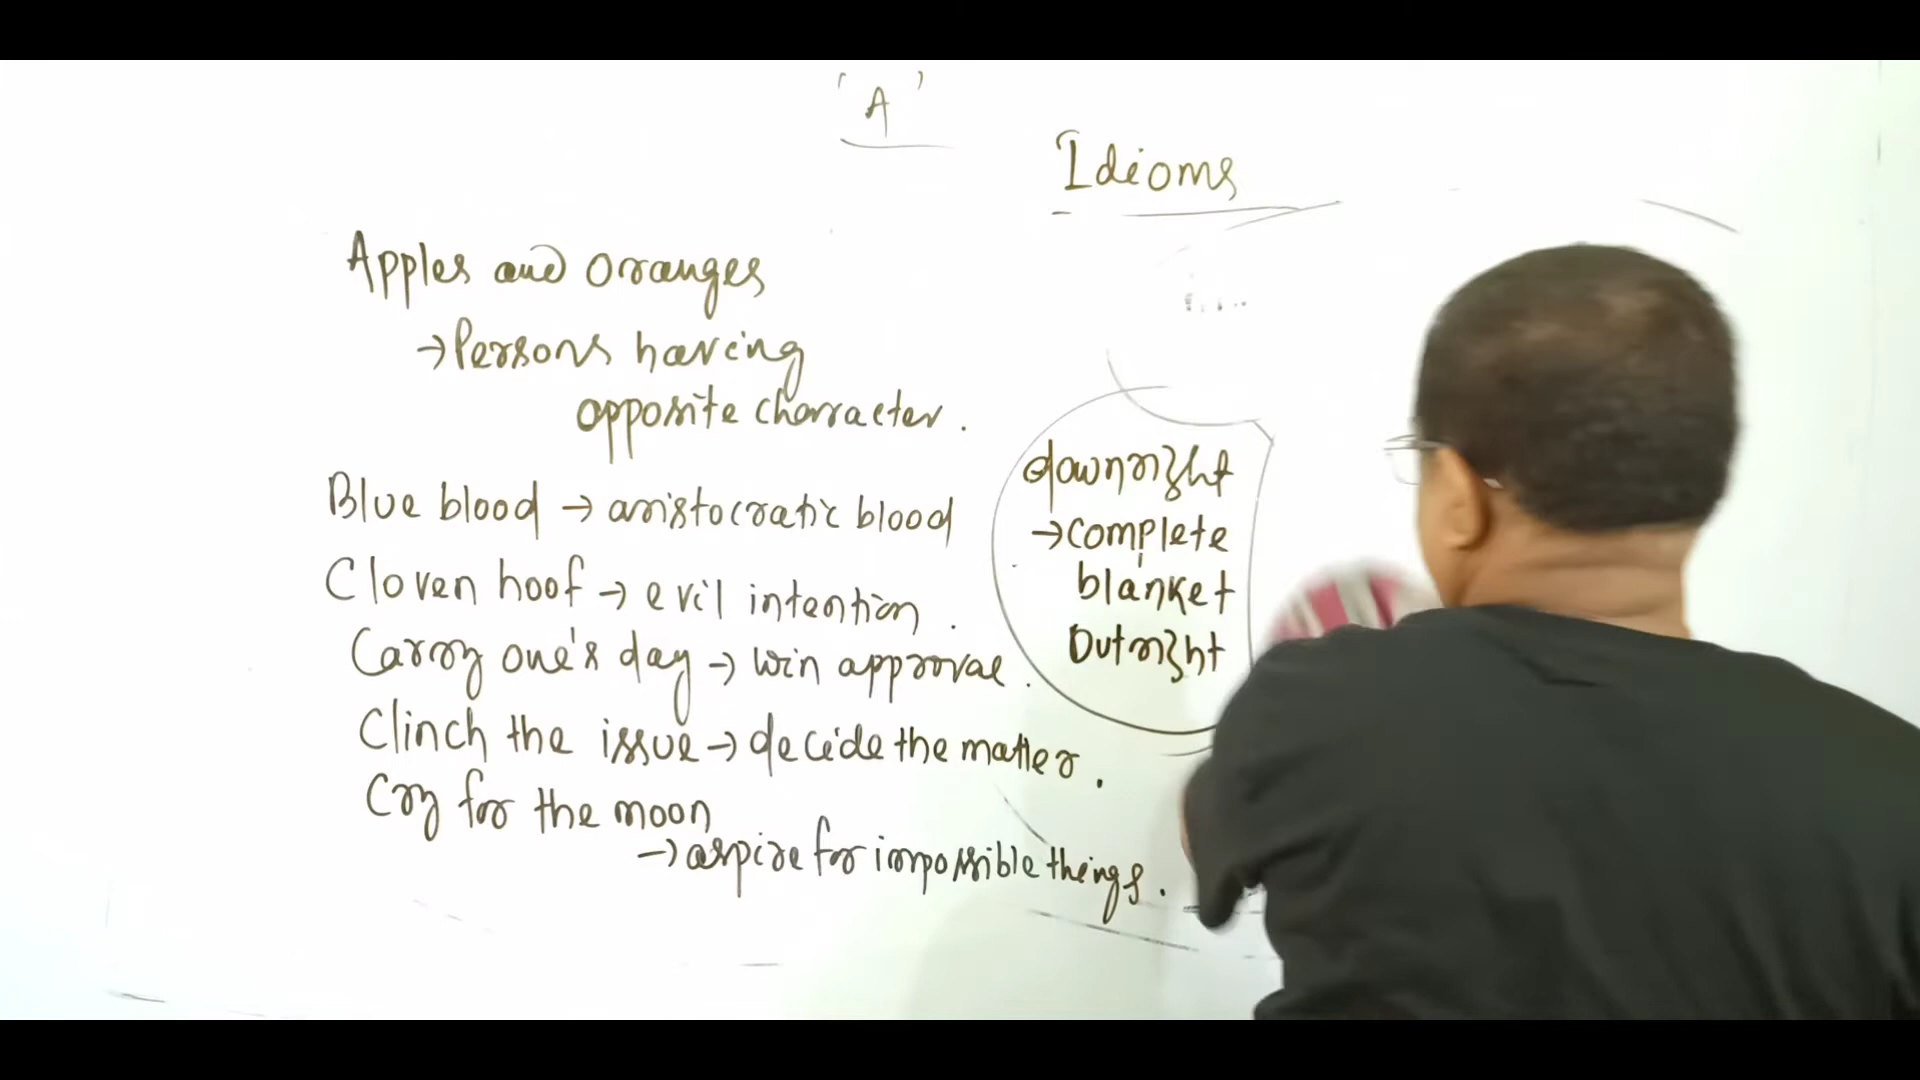 'A'
Idioms
Apples and oranges
→ Persons having
opposite character.
Blue blood → aristocratic blood
Cloven hoof → evil intention.
Carry one's day → win approval.
Clinch the issue → decide the matter.
Cry for the moon
→ aspire for impossible things.
downright
→ complete
blanket
Outright